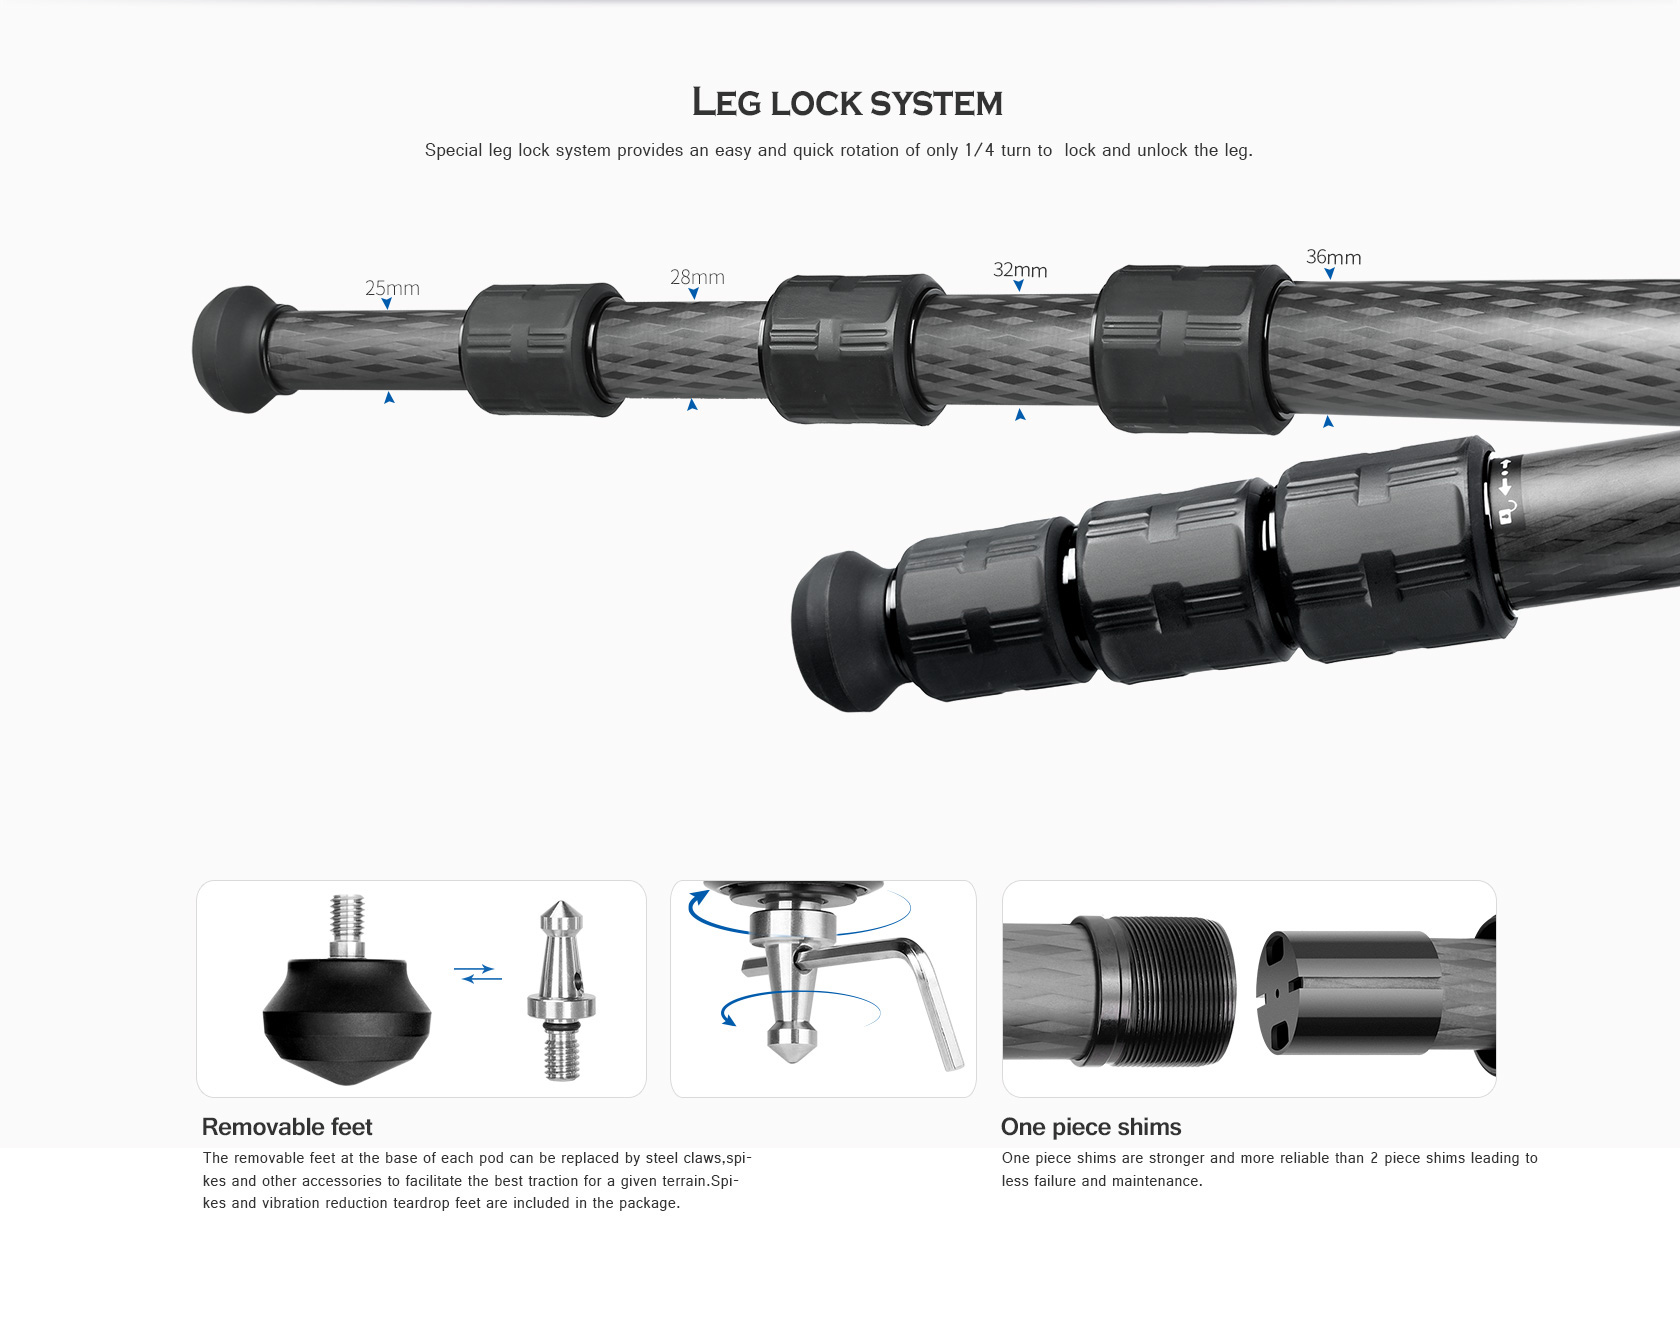 LEG LOCK SYSTEM
Special leg lock system provides an easy and quick rotation of only 1/4 turn to  lock and unlock the leg.
25mm
28mm
32mm
36mm
Removable feet
The removable feet at the base of each pod can be replaced by steel claws,spi-
kes and other accessories to facilitate the best traction for a given terrain.Spi-
kes and vibration reduction teardrop feet are included in the package.
One piece shims
One piece shims are stronger and more reliable than 2 piece shims leading to
less failure and maintenance.